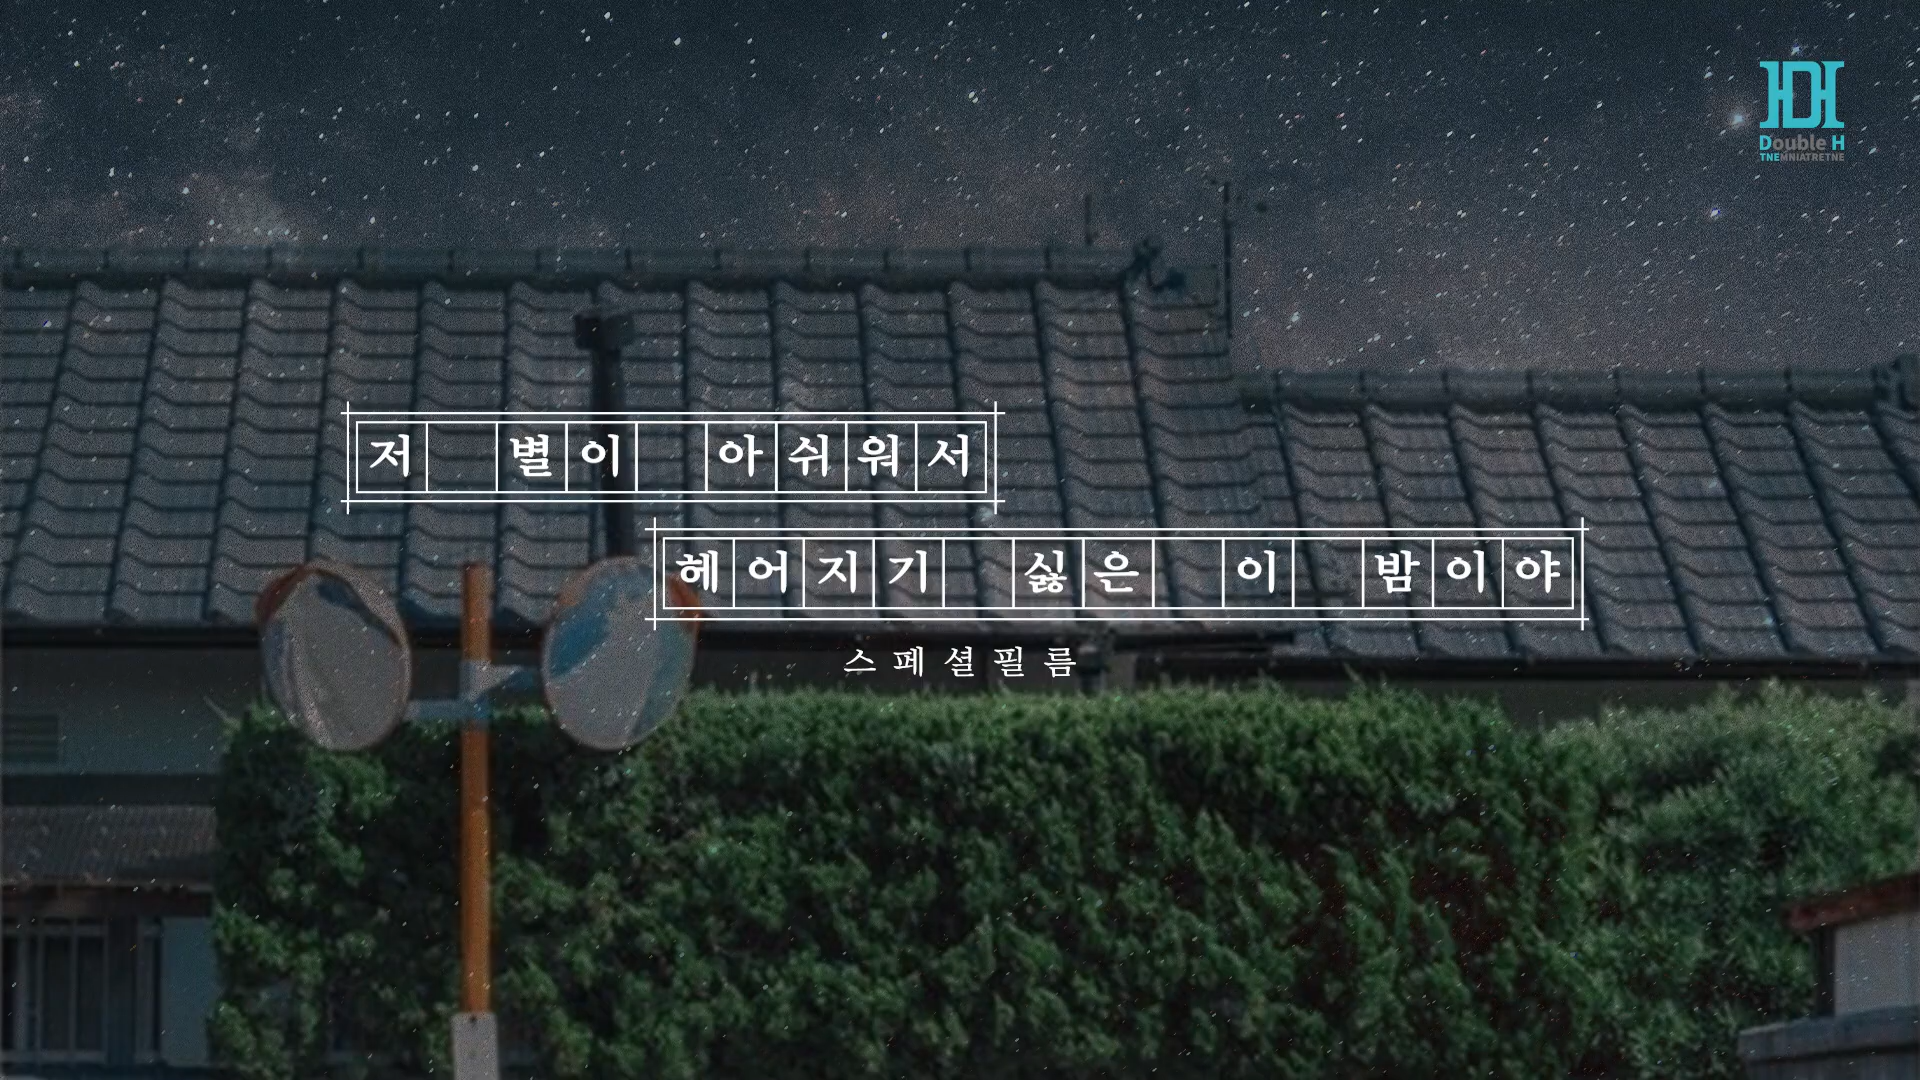 Double H
TNEMNIATRETNE
저 별이 아쉬워서
헤어지기 싫은 이 밤이야
스페셜필름